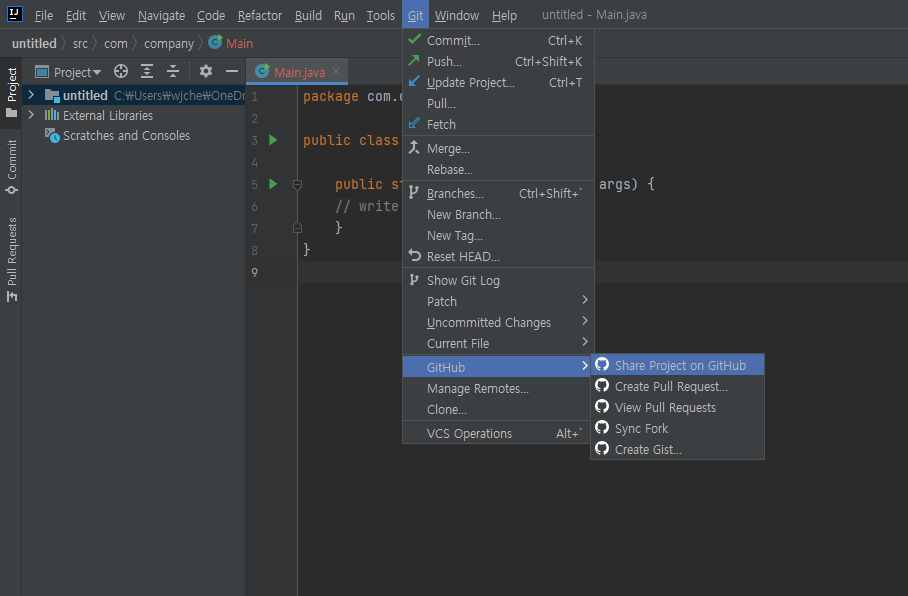 IJ File Edit View Navigate Code Refactor Build Run Tools Git Window Help untitled - Main.java
untitled src com company C Main
Project
C Main.java
Project
untitled C:₩Users₩wjche₩OneDr
External Libraries
Scratches and Consoles
Commit
Pull Requests
1 package com.c
2
3 public class
4
5 public st args) {
6 // write
7 }
8 }
9
Commit... Ctrl+K
Push... Ctrl+Shift+K
Update Project... Ctrl+T
Pull...
Fetch
Merge...
Rebase...
Branches... Ctrl+Shift+`
New Branch...
New Tag...
Reset HEAD...
Show Git Log
Patch
Uncommitted Changes
Current File
GitHub
Manage Remotes...
Clone...
VCS Operations Alt+`
Share Project on GitHub
Create Pull Request...
View Pull Requests
Sync Fork
Create Gist...